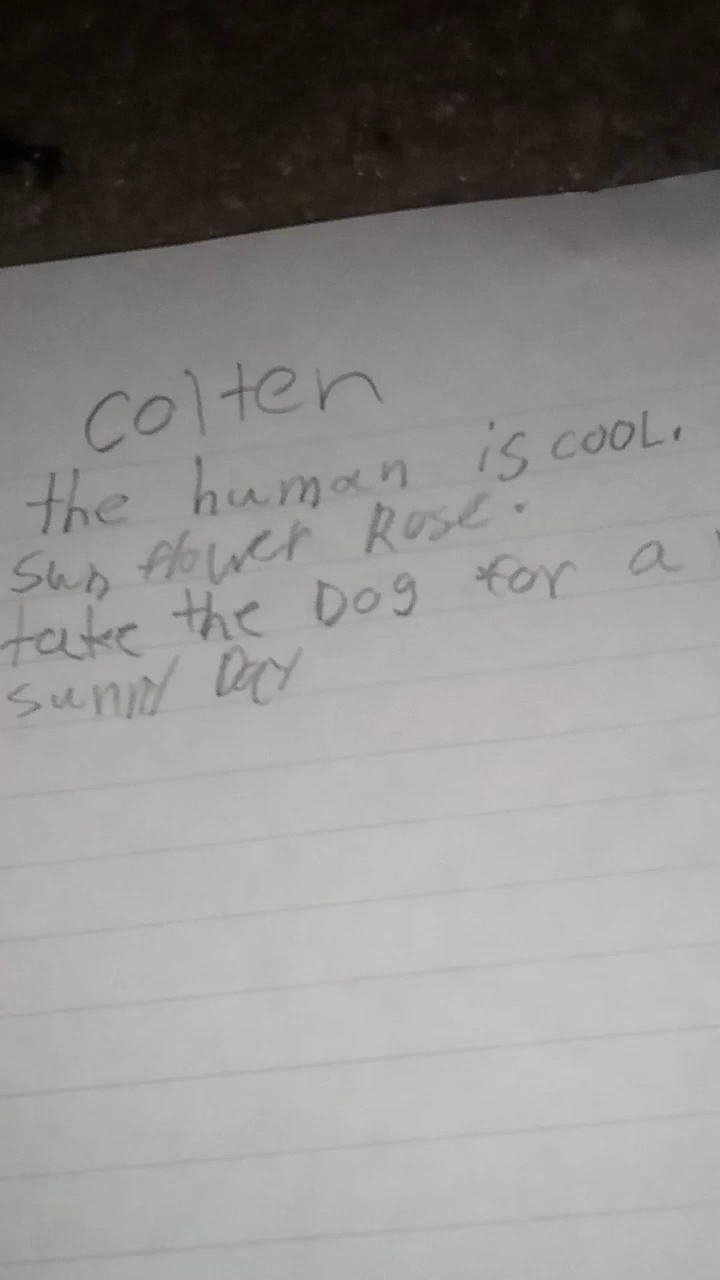 Colten
the human is cooL.
Sun flower Rose.
take the Dog for a
sunny Day